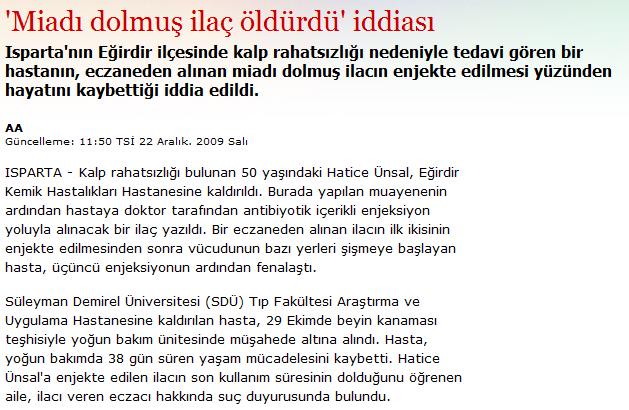 'Miadı dolmuş ilaç öldürdü' iddiası
Isparta'nın Eğirdir ilçesinde kalp rahatsızlığı nedeniyle tedavi gören bir
hastanın, eczaneden alınan miadı dolmuş ilacın enjekte edilmesi yüzünden
hayatını kaybettiği iddia edildi.
AA
Güncelleme: 11:50 TSİ 22 Aralık. 2009 Salı
ISPARTA - Kalp rahatsızlığı bulunan 50 yaşındaki Hatice Ünsal, Eğirdir
Kemik Hastalıkları Hastanesine kaldırıldı. Burada yapılan muayenenin
ardından hastaya doktor tarafından antibiyotik içerikli enjeksiyon
yoluyla alınacak bir ilaç yazıldı. Bir eczaneden alınan ilacın ilk ikisinin
enjekte edilmesinden sonra vücudunun bazı yerleri şişmeye başlayan
hasta, üçüncü enjeksiyonun ardından fenalaştı.
Süleyman Demirel Üniversitesi (SDÜ) Tıp Fakültesi Araştırma ve
Uygulama Hastanesine kaldırılan hasta, 29 Ekimde beyin kanaması
teşhisiyle yoğun bakım ünitesinde müşahede altına alındı. Hasta,
yoğun bakımda 38 gün süren yaşam mücadelesini kaybetti. Hatice
Ünsal'a enjekte edilen ilacın son kullanım süresinin dolduğunu öğrenen
aile, ilacı veren eczacı hakkında suç duyurusunda bulundu.